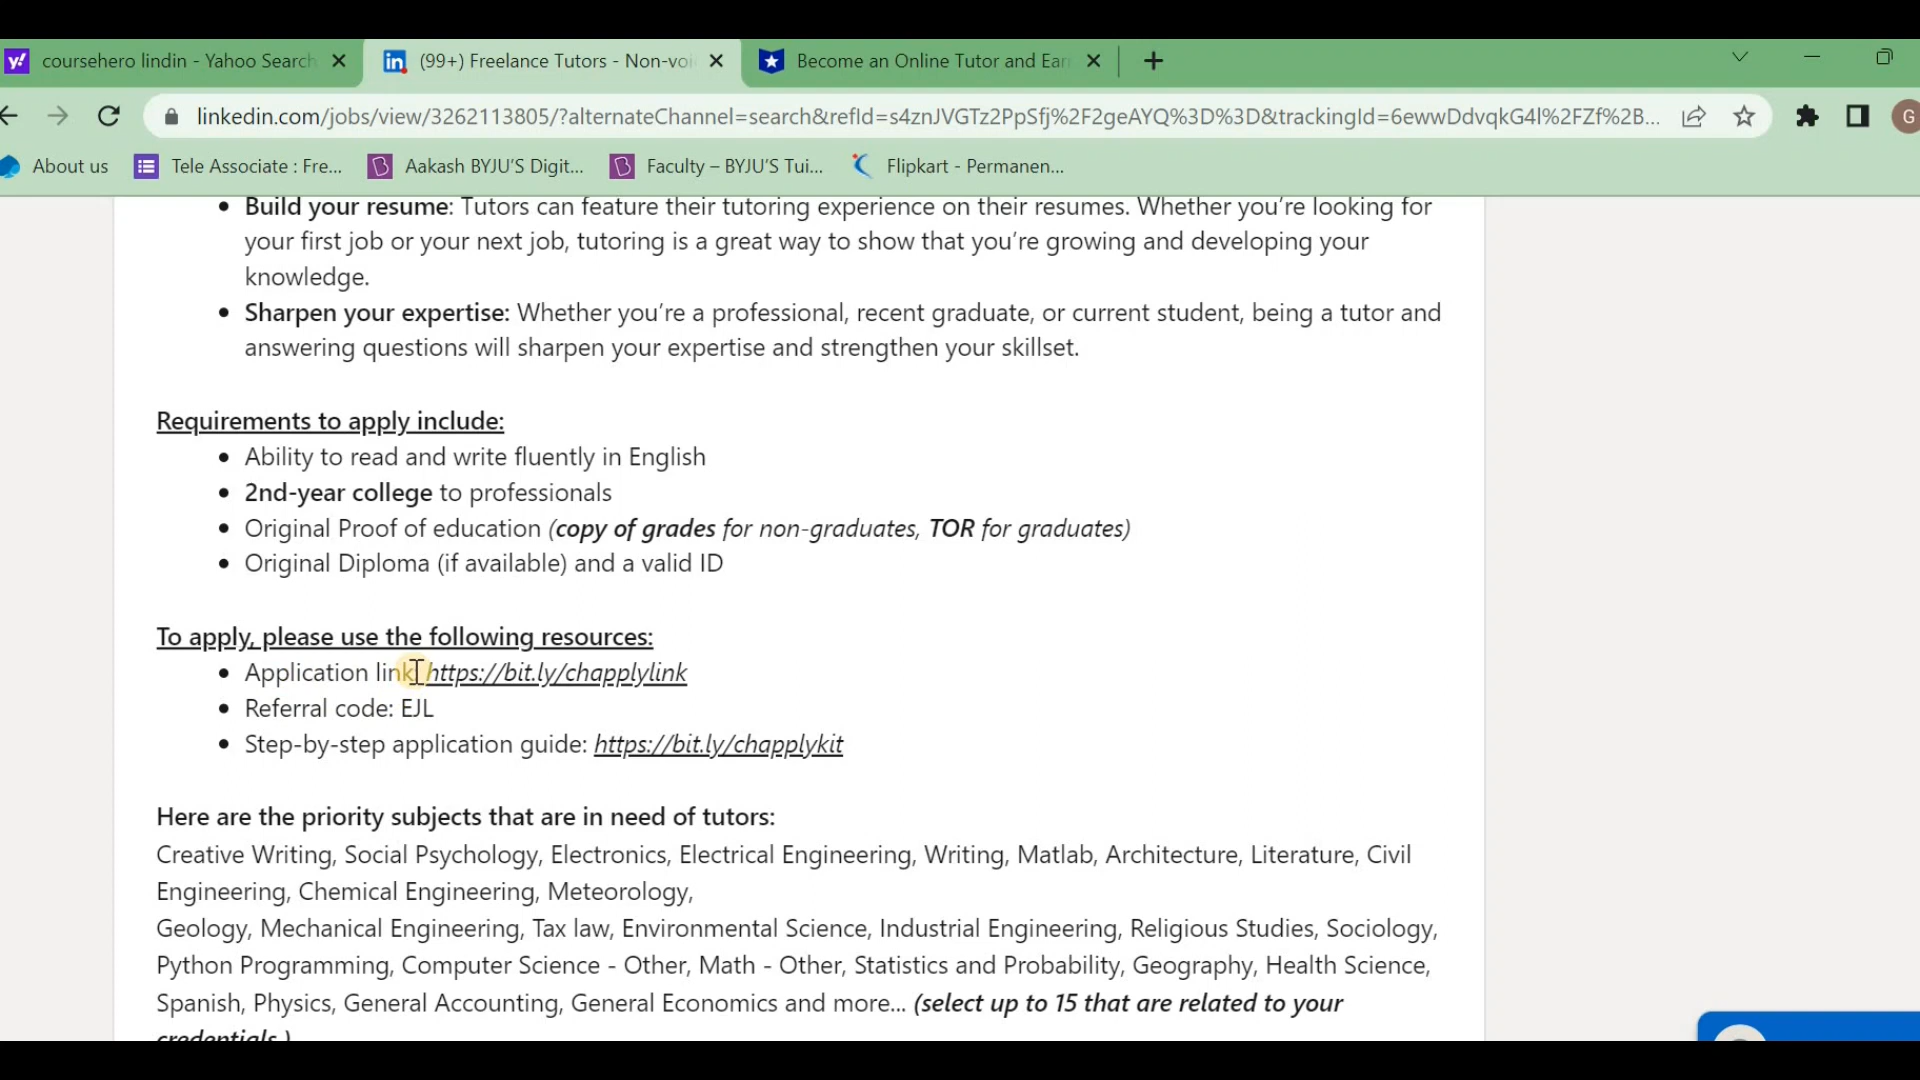 coursehero lindin - Yahoo Search
(99+) Freelance Tutors - Non-voi
Become an Online Tutor and Ear
linkedin.com/jobs/view/3262113805/?alternateChannel=search&refId=s4znJVGTz2PpSfj%2F2geAYQ%3D%3D&trackingId=6ewwDdvqkG4l%2FZf%2B...
G
About us
Tele Associate : Fre...
Aakash BYJU'S Digit...
Faculty – BYJU'S Tui...
Flipkart - Permanen...
• Build your resume: Tutors can feature their tutoring experience on their resumes. Whether you're looking for
your first job or your next job, tutoring is a great way to show that you're growing and developing your
knowledge.
• Sharpen your expertise: Whether you're a professional, recent graduate, or current student, being a tutor and
answering questions will sharpen your expertise and strengthen your skillset.
Requirements to apply include:
• Ability to read and write fluently in English
• 2nd-year college to professionals
• Original Proof of education (copy of grades for non-graduates, TOR for graduates)
• Original Diploma (if available) and a valid ID
To apply, please use the following resources:
• Application link: https://bit.ly/chapplylink
• Referral code: EJL
• Step-by-step application guide: https://bit.ly/chapplykit
Here are the priority subjects that are in need of tutors:
Creative Writing, Social Psychology, Electronics, Electrical Engineering, Writing, Matlab, Architecture, Literature, Civil
Engineering, Chemical Engineering, Meteorology,
Geology, Mechanical Engineering, Tax law, Environmental Science, Industrial Engineering, Religious Studies, Sociology,
Python Programming, Computer Science - Other, Math - Other, Statistics and Probability, Geography, Health Science,
Spanish, Physics, General Accounting, General Economics and more... (select up to 15 that are related to your
credentials.)